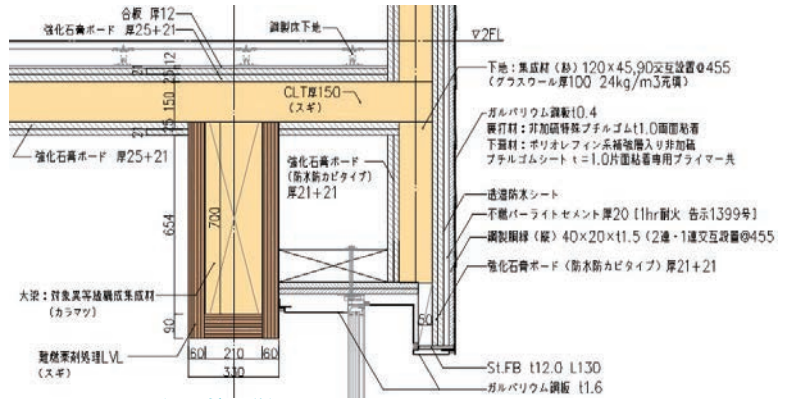 合板 厚12
強化石膏ボード 厚25+21
鋼製床下地
▽2FL
21
25
12
150
CLT厚150
(スギ)
下地：集成材（杉）120×45,90交互設置@455
(グラスウール厚100 24kg/m3充填)
ガルバリウム鋼板t0.4
裏打材：非加硫特殊ブチルゴムt1.0両面粘着
下葺材：ポリオレフィン系補強層入り非加硫
ブチルゴムシート t=1.0片面粘着専用プライマー共
21
25
強化石膏ボード 厚25+21
強化石膏ボード
(防水防カビタイプ)
厚21+21
654
700
透湿防水シート
不燃パーライトセメント厚20 [1hr耐火 告示1399号]
鋼製胴縁（縦）40×20×t1.5 (2連・1連交互設置@455
強化石膏ボード（防水防カビタイプ）厚21+21
大梁：対象異等級構成集成材
(カラマツ)
90
50
難燃薬剤処理LVL
(スギ)
60 210 60
330
St.FB t12.0 L130
ガルバリウム鋼板 t1.6